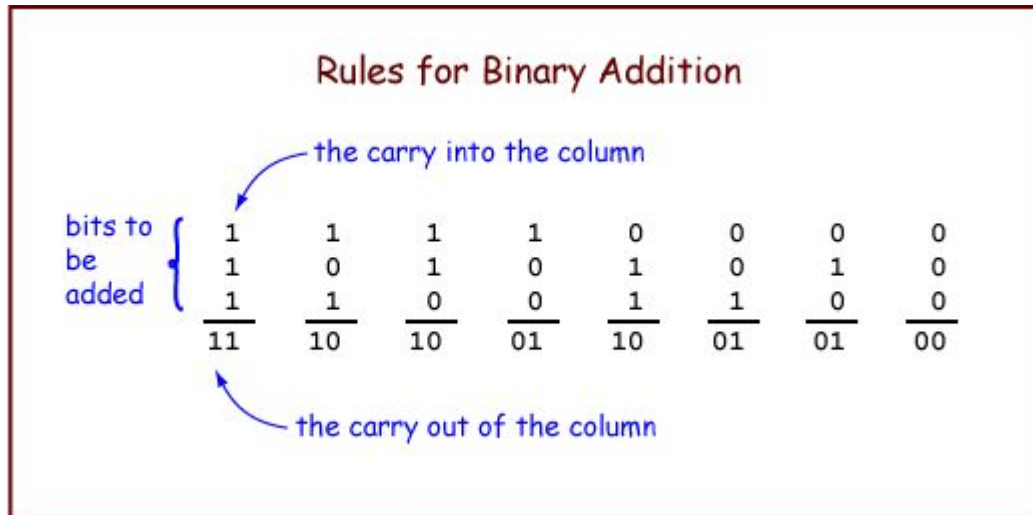 Rules for Binary Addition
the carry into the column
bits to 1 1 1 1 0 0 0 0
be 1 0 1 0 1 0 1 0
added 1 1 0 0 1 1 0 0
11 10 10 01 10 01 01 00
the carry out of the column